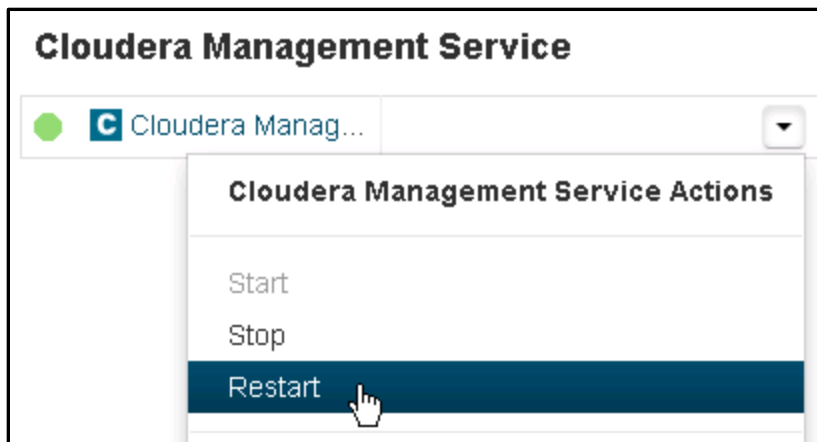 Cloudera Management Service
C Cloudera Manag...
Cloudera Management Service Actions
Start
Stop
Restart